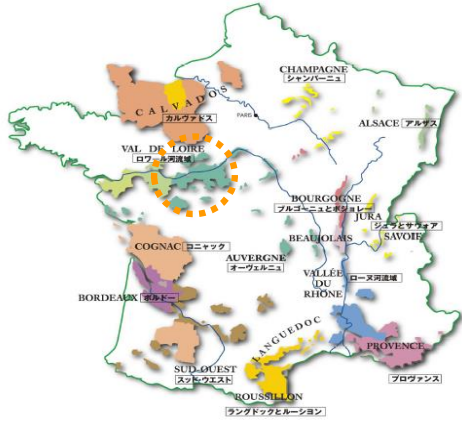 CHAMPAGNE
シャンパーニュ
CALVADOS
カルヴァドス
PARIS
ALSACE アルザス
VAL DE LOIRE
ロワール河流域
BOURGOGNE
ブルゴーニュとボジョレー
JURA
ジュラとサヴォア
SAVOIE
BEAUJOLAIS
COGNAC コニャック
AUVERGNE
オーヴェルニュ
VALLÉE
DU
RHÔNE
ローヌ河流域
BORDEAUX ボルドー
LANGUEDOC
PROVENCE
プロヴァンス
SUD-OUEST
スッド・ウエスト
ROUSSILLON
ラングドックとルーション